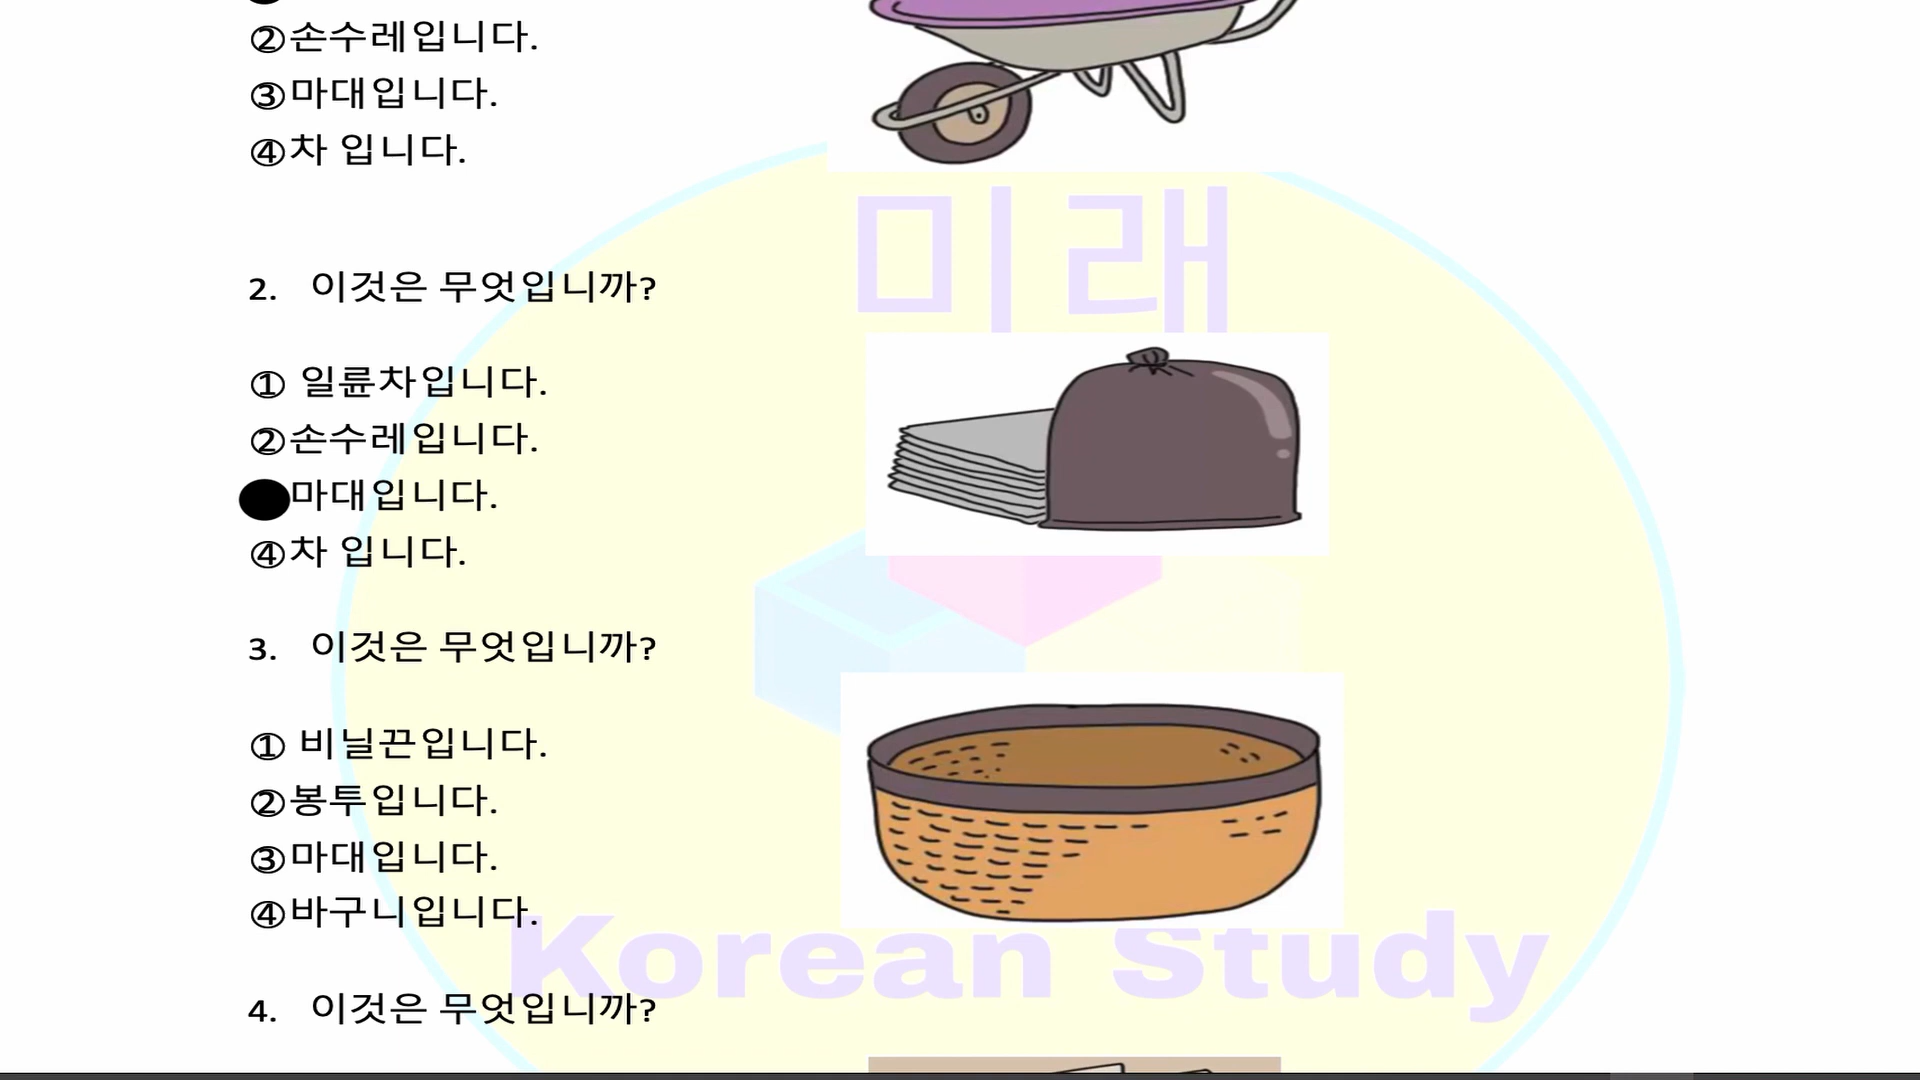 ②손수레입니다.
③마대입니다.
④차 입니다.
미래
2. 이것은 무엇입니까?
① 일륜차입니다.
②손수레입니다.
마대입니다.
④차 입니다.
3. 이것은 무엇입니까?
① 비닐끈입니다.
②봉투입니다.
③마대입니다.
④바구니입니다.
Korean Study
4. 이것은 무엇입니까?